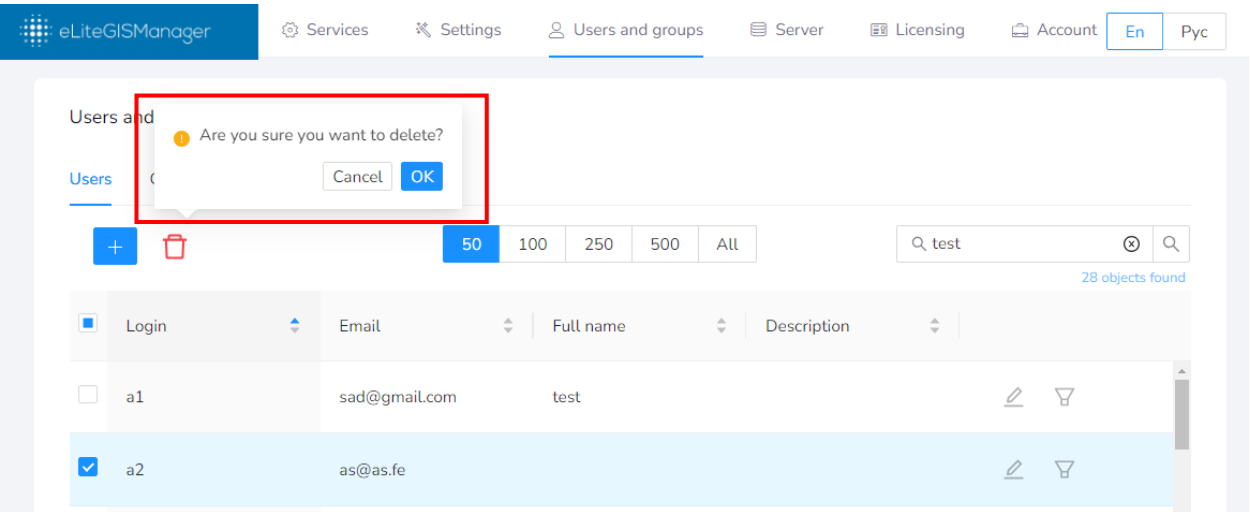 eLiteGISManager Services Settings Users and groups Server Licensing Account En Рус
Users and
Are you sure you want to delete?
Cancel OK
Users
50 100 250 500 All test
28 objects found
Login Email Full name Description
a1 sad@gmail.com test
a2 as@as.fe